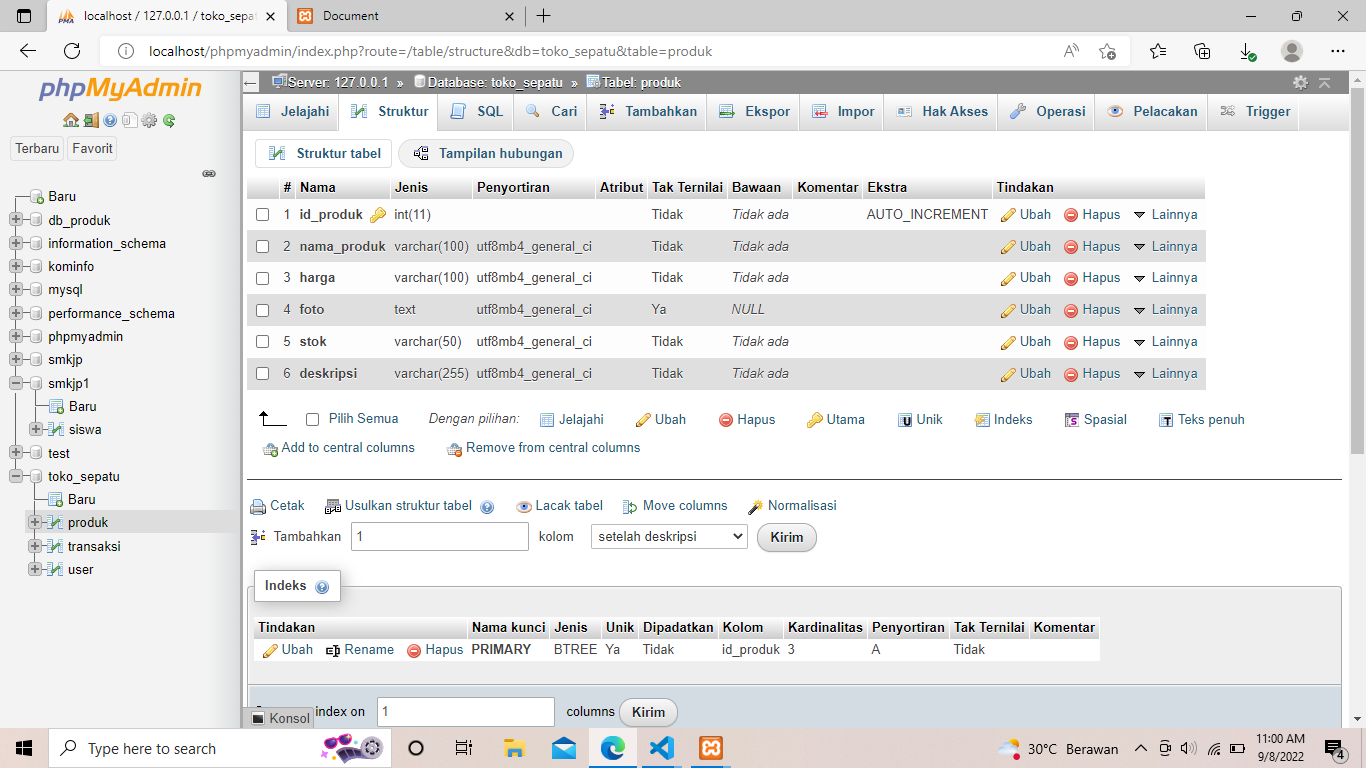 localhost / 127.0.0.1 / toko_sepat
Document
localhost/phpmyadmin/index.php?route=/table/structure&db=toko_sepatu&table=produk
phpMyAdmin
Terbaru Favorit
Baru
db_produk
information_schema
kominfo
mysql
performance_schema
phpmyadmin
smkjp
smkjp1
Baru
siswa
test
toko_sepatu
Baru
produk
transaksi
user
Server: 127.0.0.1 » Database: toko_sepatu » Tabel: produk
Jelajahi Struktur SQL Cari Tambahkan Ekspor Impor Hak Akses Operasi Pelacakan Trigger
Struktur tabel Tampilan hubungan
# Nama Jenis Penyortiran Atribut Tak Ternilai Bawaan Komentar Ekstra Tindakan
1 id_produk int(11) Tidak Tidak ada AUTO_INCREMENT Ubah Hapus Lainnya
2 nama_produk varchar(100) utf8mb4_general_ci Tidak Tidak ada Ubah Hapus Lainnya
3 harga varchar(100) utf8mb4_general_ci Tidak Tidak ada Ubah Hapus Lainnya
4 foto text utf8mb4_general_ci Ya NULL Ubah Hapus Lainnya
5 stok varchar(50) utf8mb4_general_ci Tidak Tidak ada Ubah Hapus Lainnya
6 deskripsi varchar(255) utf8mb4_general_ci Tidak Tidak ada Ubah Hapus Lainnya
Pilih Semua Dengan pilihan: Jelajahi Ubah Hapus Utama Unik Indeks Spasial Teks penuh
Add to central columns Remove from central columns
Cetak Usulkan struktur tabel Lacak tabel Move columns Normalisasi
Tambahkan 1 kolom setelah deskripsi Kirim
Indeks
Tindakan Nama kunci Jenis Unik Dipadatkan Kolom Kardinalitas Penyortiran Tak Ternilai Komentar
Ubah Rename Hapus PRIMARY BTREE Ya Tidak id_produk 3 A Tidak
index on 1 columns Kirim
Konsol
Type here to search
30°C Berawan
11:00 AM
9/8/2022
4